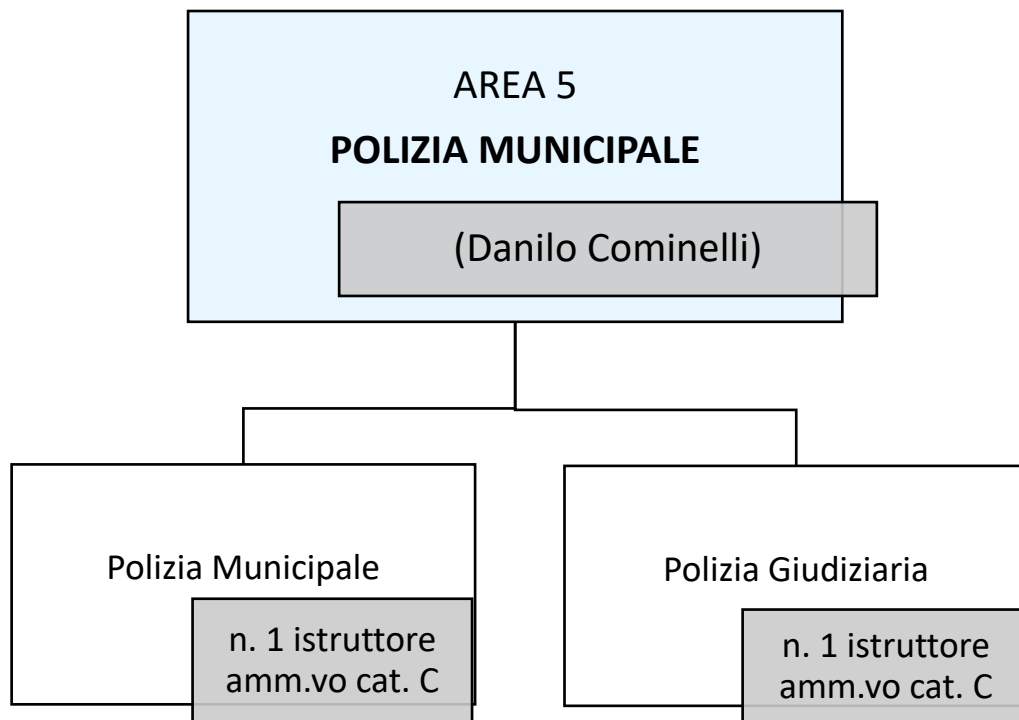 AREA 5
POLIZIA MUNICIPALE
(Danilo Cominelli)
Polizia Municipale
n. 1 istruttore
amm.vo cat. C
Polizia Giudiziaria
n. 1 istruttore
amm.vo cat. C